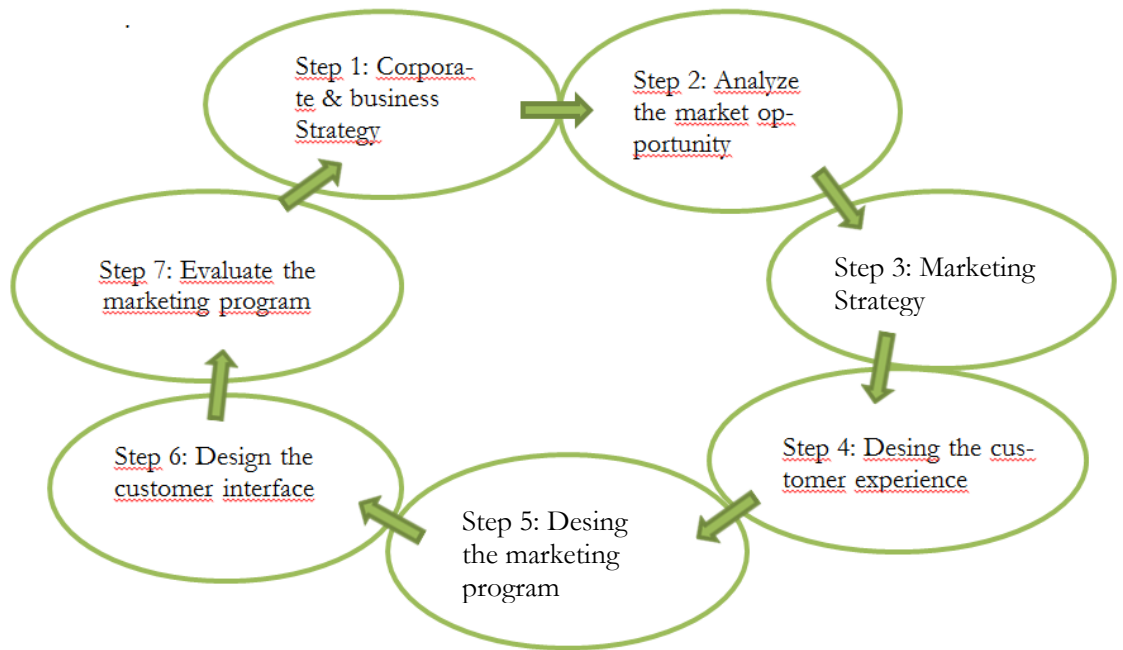 Step 1: Corpora-
te & business
Strategy
Step 2: Analyze
the market op-
portunity
Step 3: Marketing
Strategy
Step 4: Desing the cus-
tomer experience
Step 5: Desing
the marketing
program
Step 6: Design the
customer interface
Step 7: Evaluate the
marketing program